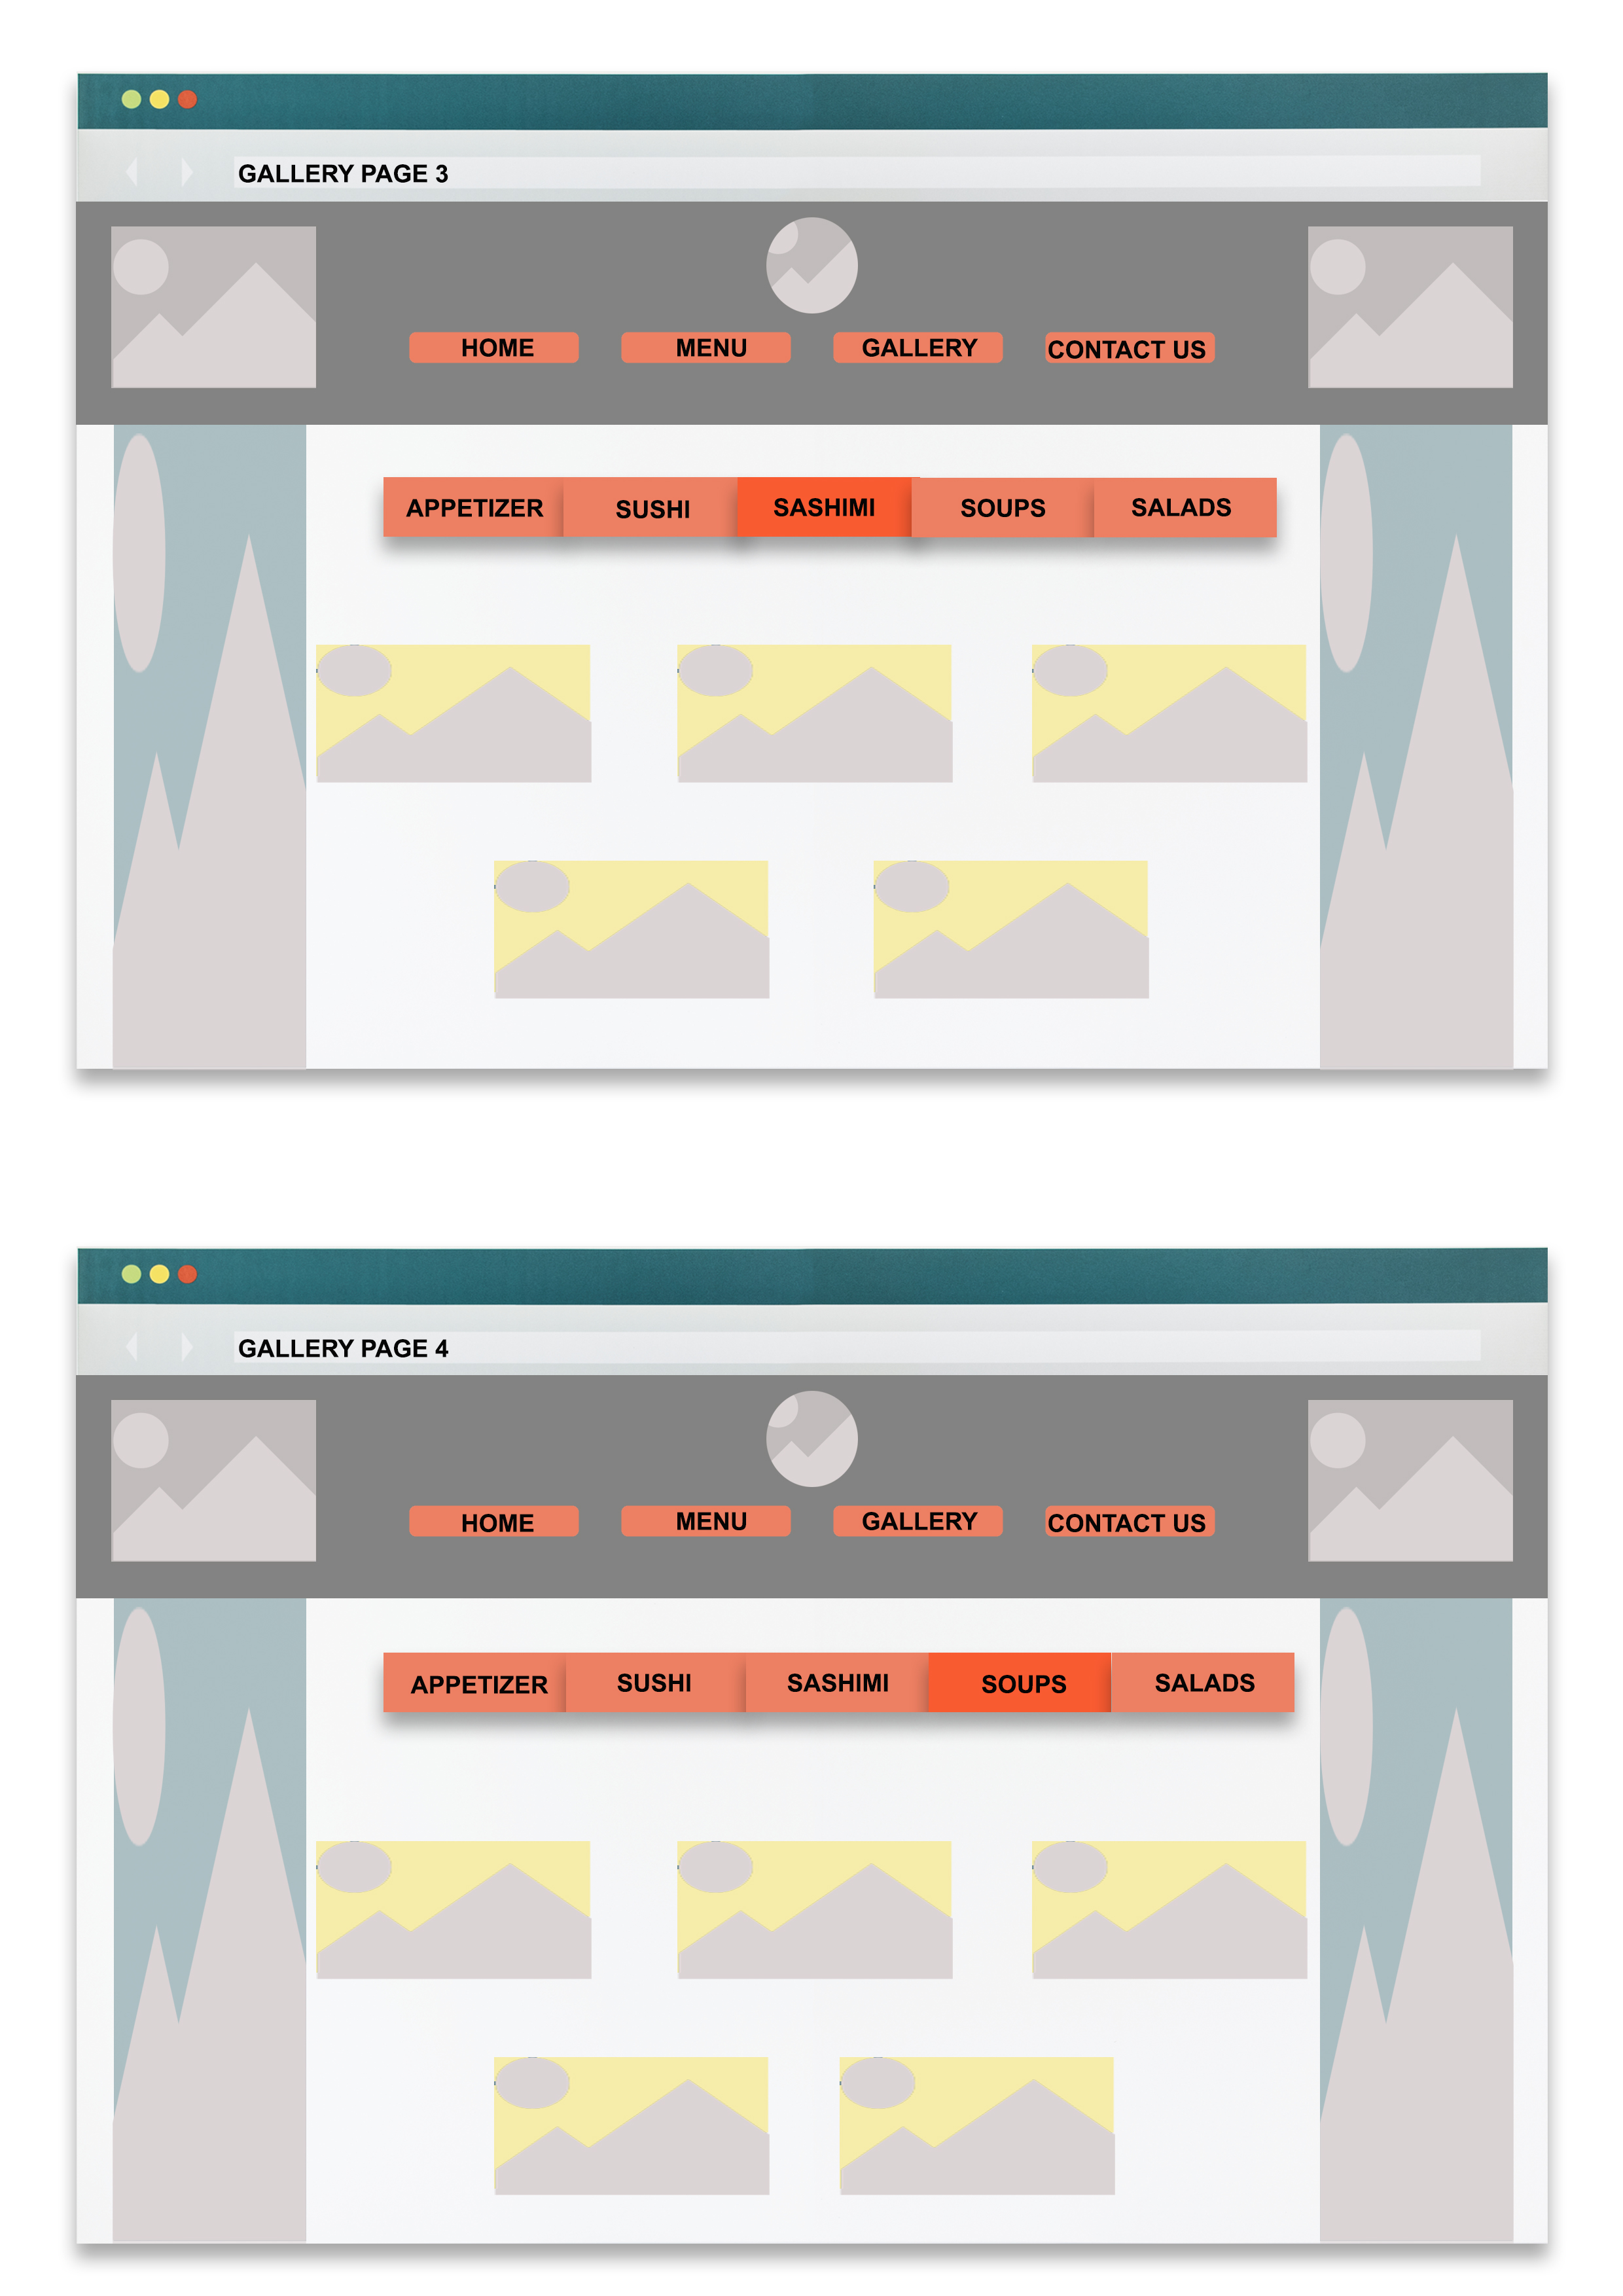 GALLERY PAGE 3
HOME MENU GALLERY CONTACT US
APPETIZER SUSHI SASHIMI SOUPS SALADS
GALLERY PAGE 4
HOME MENU GALLERY CONTACT US
APPETIZER SUSHI SASHIMI SOUPS SALADS